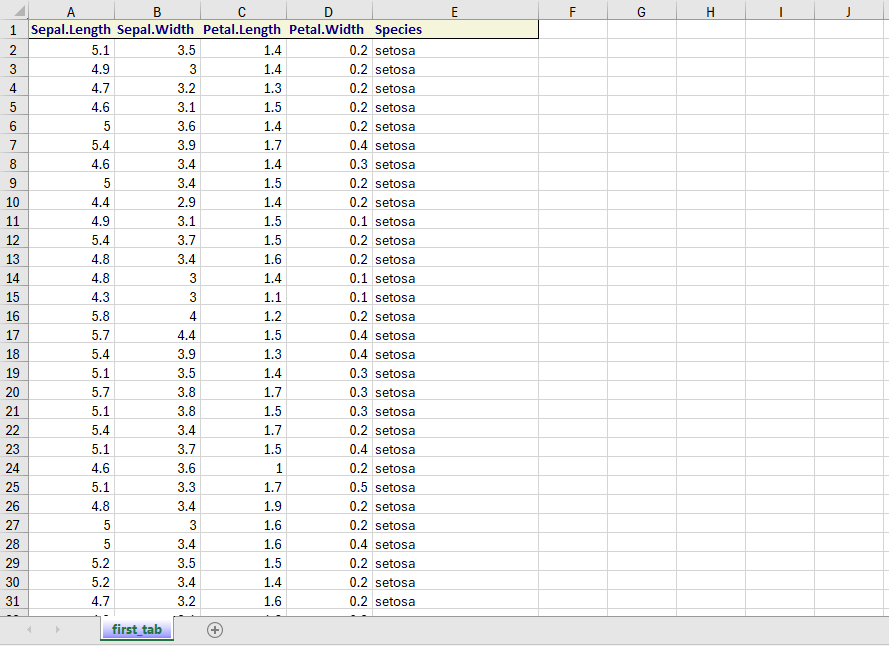 A B C D E F G H I J
1 Sepal.Length Sepal.Width Petal.Length Petal.Width Species
2 5.1 3.5 1.4 0.2 setosa
3 4.9 3 1.4 0.2 setosa
4 4.7 3.2 1.3 0.2 setosa
5 4.6 3.1 1.5 0.2 setosa
6 5 3.6 1.4 0.2 setosa
7 5.4 3.9 1.7 0.4 setosa
8 4.6 3.4 1.4 0.3 setosa
9 5 3.4 1.5 0.2 setosa
10 4.4 2.9 1.4 0.2 setosa
11 4.9 3.1 1.5 0.1 setosa
12 5.4 3.7 1.5 0.2 setosa
13 4.8 3.4 1.6 0.2 setosa
14 4.8 3 1.4 0.1 setosa
15 4.3 3 1.1 0.1 setosa
16 5.8 4 1.2 0.2 setosa
17 5.7 4.4 1.5 0.4 setosa
18 5.4 3.9 1.3 0.4 setosa
19 5.1 3.5 1.4 0.3 setosa
20 5.7 3.8 1.7 0.3 setosa
21 5.1 3.8 1.5 0.3 setosa
22 5.4 3.4 1.7 0.2 setosa
23 5.1 3.7 1.5 0.4 setosa
24 4.6 3.6 1 0.2 setosa
25 5.1 3.3 1.7 0.5 setosa
26 4.8 3.4 1.9 0.2 setosa
27 5 3 1.6 0.2 setosa
28 5 3.4 1.6 0.4 setosa
29 5.2 3.5 1.5 0.2 setosa
30 5.2 3.4 1.4 0.2 setosa
31 4.7 3.2 1.6 0.2 setosa
first_tab